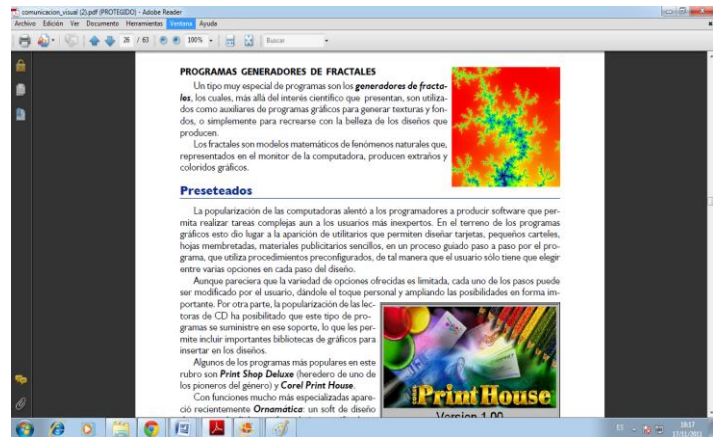 comunicacion_visual (2).pdf (PROTEGIDO) - Adobe Reader
Archivo Edición Ver Documento Herramientas Ventana Ayuda
26 / 63 100% Buscar
PROGRAMAS GENERADORES DE FRACTALES
Un tipo muy especial de programas son los generadores de fracta-
les, los cuales, más allá del interés científico que presentan, son utiliza-
dos como auxiliares de programas gráficos para generar texturas y fon-
dos, o simplemente para recrearse con la belleza de los diseños que
producen.
Los fractales son modelos matemáticos de fenómenos naturales que,
representados en el monitor de la computadora, producen extraños y
coloridos gráficos.
Preseteados
La popularización de las computadoras alentó a los programadores a producir software que per-
mita realizar tareas complejas aun a los usuarios más inexpertos. En el terreno de los programas
gráficos esto dio lugar a la aparición de utilitarios que permiten diseñar tarjetas, pequeños carteles,
hojas membretadas, materiales publicitarios sencillos, en un proceso guiado paso a paso por el pro-
grama, que utiliza procedimientos preconfigurados, de tal manera que el usuario sólo tiene que elegir
entre varias opciones en cada paso del diseño.
Aunque pareciera que la variedad de opciones ofrecidas es limitada, cada uno de los pasos puede
ser modificado por el usuario, dándole el toque personal y ampliando las posibilidades en forma im-
portante. Por otra parte, la popularización de las lec-
toras de CD ha posibilitado que este tipo de pro-
gramas se suministre en ese soporte, lo que les per-
mite incluir importantes bibliotecas de gráficos para
insertar en los diseños.
Algunos de los programas más populares en este
rubro son Print Shop Deluxe (heredero de uno de
los pioneros del género) y Corel Print House.
Con funciones mucho más especializadas apare-
ció recientemente Ornamática: un soft de diseño
Print House
Version 1.00
ES 18:17
17/11/2011